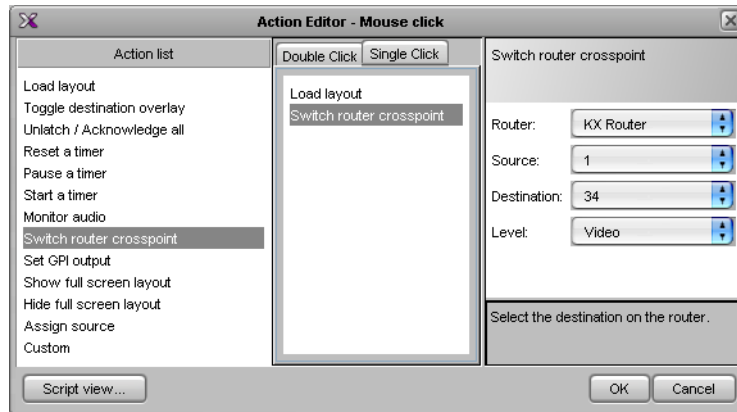 Action Editor - Mouse click
Action list
Load layout
Toggle destination overlay
Unlatch / Acknowledge all
Reset a timer
Pause a timer
Start a timer
Monitor audio
Switch router crosspoint
Set GPI output
Show full screen layout
Hide full screen layout
Assign source
Custom
Double Click Single Click
Load layout
Switch router crosspoint
Switch router crosspoint
Router: KX Router
Source: 1
Destination: 34
Level: Video
Select the destination on the router.
Script view... OK Cancel